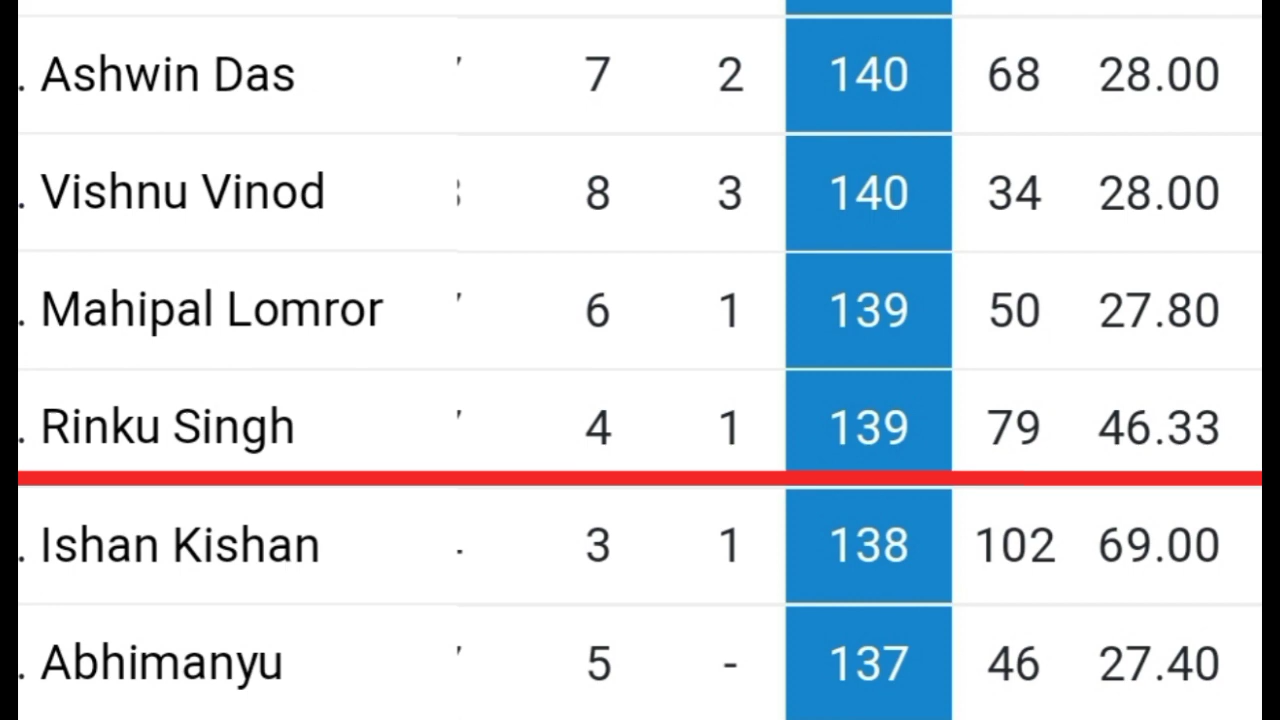 . Ashwin Das 7 2 140 68 28.00
. Vishnu Vinod 8 3 140 34 28.00
. Mahipal Lomror 6 1 139 50 27.80
. Rinku Singh 4 1 139 79 46.33
. Ishan Kishan 3 1 138 102 69.00
. Abhimanyu 5 - 137 46 27.40